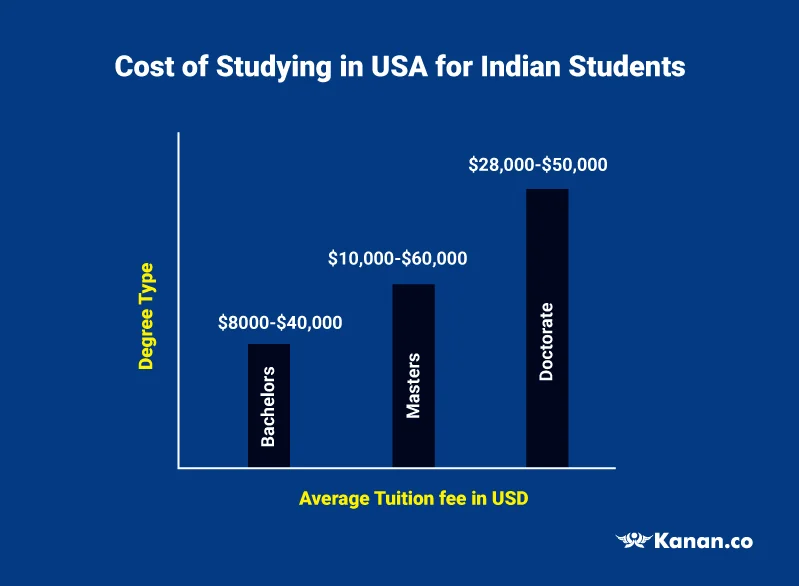 Cost of Studying in USA for Indian Students
$28,000-$50,000
$10,000-$60,000
$8000-$40,000
Degree Type
Bachelors
Masters
Doctorate
Average Tuition fee in USD
Kanan.co